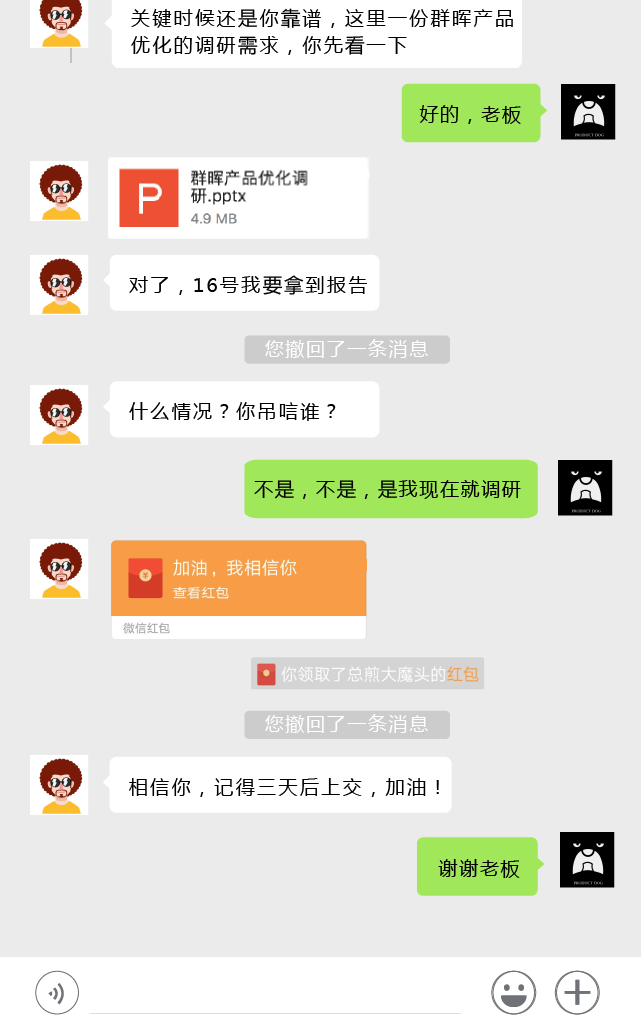 关键时候还是你靠谱，这里一份群晖产品
优化的调研需求，你先看一下
好的，老板
PRODUCT DOG
群晖产品优化调
研.pptx
4.9 MB
P
对了，16号我要拿到报告
您撤回了一条消息
什么情况？你吊唁谁？
不是，不是，是我现在就调研
PRODUCT DOG
加油，我相信你
查看红包
微信红包
你领取了总煎大魔头的红包
您撤回了一条消息
相信你，记得三天后上交，加油！
谢谢老板
PRODUCT DOG